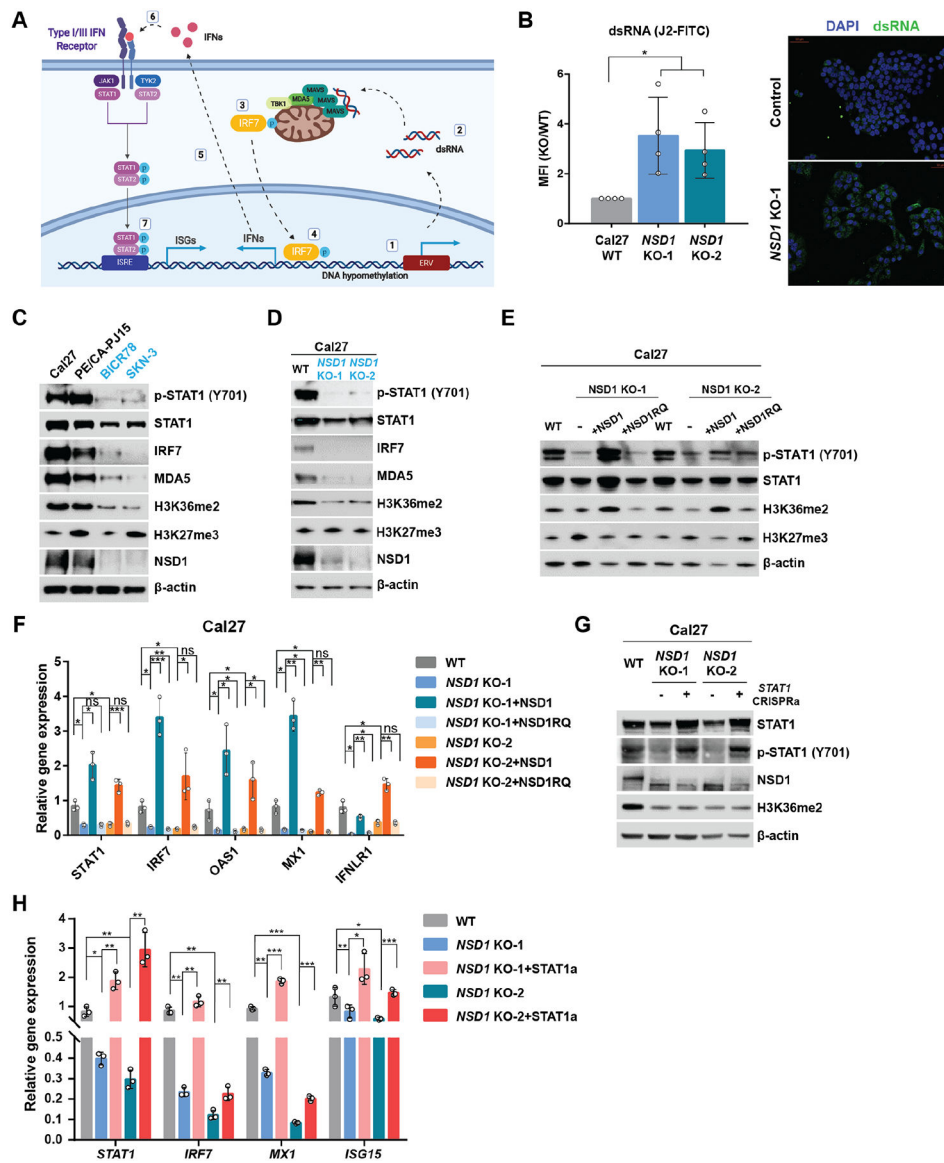 A
Type I/III IFN
Receptor
6
IFNs
JAK1
TYK2
STAT1
STAT2
3
IRF7
P
TBK1
MDA5
MAVS
MAVS
MAVS
2
dsRNA
5
STAT1
P
STAT2
P
7
STAT1
P
STAT2
P
ISRE
ISGs
IFNs
4
IRF7
P
DNA hypomethylation
1
ERV
B
dsRNA (J2-FITC)
*
MFI (KO/WT)
8
6
4
2
0
Cal27
WT
NSD1
KO-1
NSD1
KO-2
DAPI dsRNA
Control
NSD1 KO-1
C
Cal27
PE/CA-PJ15
BICR78
SKN-3
p-STAT1 (Y701)
STAT1
IRF7
MDA5
H3K36me2
H3K27me3
NSD1
β-actin
D
Cal27
WT
NSD1
KO-1
NSD1
KO-2
p-STAT1 (Y701)
STAT1
IRF7
MDA5
H3K36me2
H3K27me3
NSD1
β-actin
E
Cal27
NSD1 KO-1
NSD1 KO-2
WT
-
+NSD1
+NSD1RQ
WT
-
+NSD1
+NSD1RQ
p-STAT1 (Y701)
STAT1
H3K36me2
H3K27me3
β-actin
F
Cal27
Relative gene expression
5
4
3
2
1
0
* ns * * ns ***
* ** *** * * ns
* * * * *
* * ** ** ns
* * ** * ** ns
STAT1
IRF7
OAS1
MX1
IFNLR1
WT
NSD1 KO-1
NSD1 KO-1+NSD1
NSD1 KO-1+NSD1RQ
NSD1 KO-2
NSD1 KO-2+NSD1
NSD1 KO-2+NSD1RQ
G
Cal27
WT
NSD1
KO-1
NSD1
KO-2
- + - +
STAT1
CRISPRa
STAT1
p-STAT1 (Y701)
NSD1
H3K36me2
β-actin
H
Relative gene expression
4
3
2
1
0.5
0.4
0.3
0.2
0.1
0.0
** * ** **
** ** ** **
*** ** *** ***
* ** * ***
STAT1
IRF7
MX1
ISG15
WT
NSD1 KO-1
NSD1 KO-1+STAT1a
NSD1 KO-2
NSD1 KO-2+STAT1a